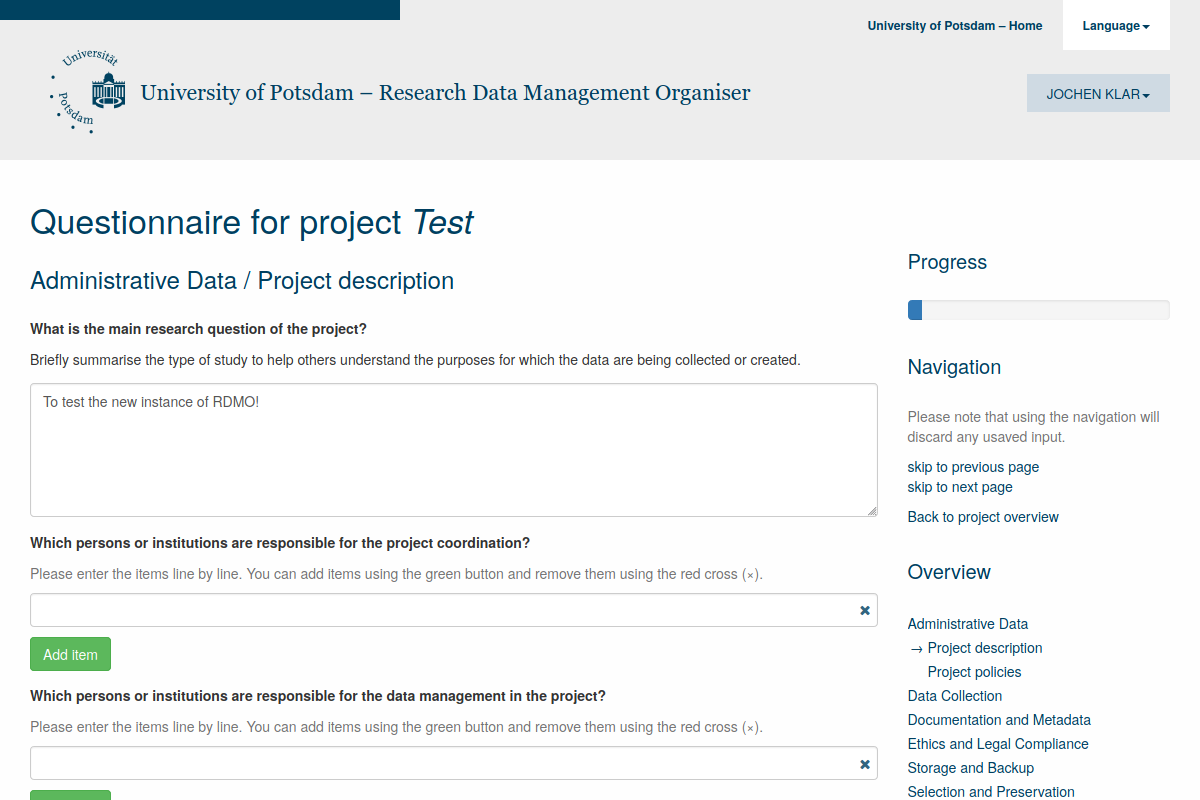 University of Potsdam – Home
Language
Universität
Potsdam
University of Potsdam – Research Data Management Organiser
JOCHEN KLAR
Questionnaire for project Test
Administrative Data / Project description
What is the main research question of the project?
Briefly summarise the type of study to help others understand the purposes for which the data are being collected or created.
To test the new instance of RDMO!
Which persons or institutions are responsible for the project coordination?
Please enter the items line by line. You can add items using the green button and remove them using the red cross (×).
Add item
Which persons or institutions are responsible for the data management in the project?
Please enter the items line by line. You can add items using the green button and remove them using the red cross (×).
Progress
Navigation
Please note that using the navigation will
discard any usaved input.
skip to previous page
skip to next page
Back to project overview
Overview
Administrative Data
→ Project description
Project policies
Data Collection
Documentation and Metadata
Ethics and Legal Compliance
Storage and Backup
Selection and Preservation